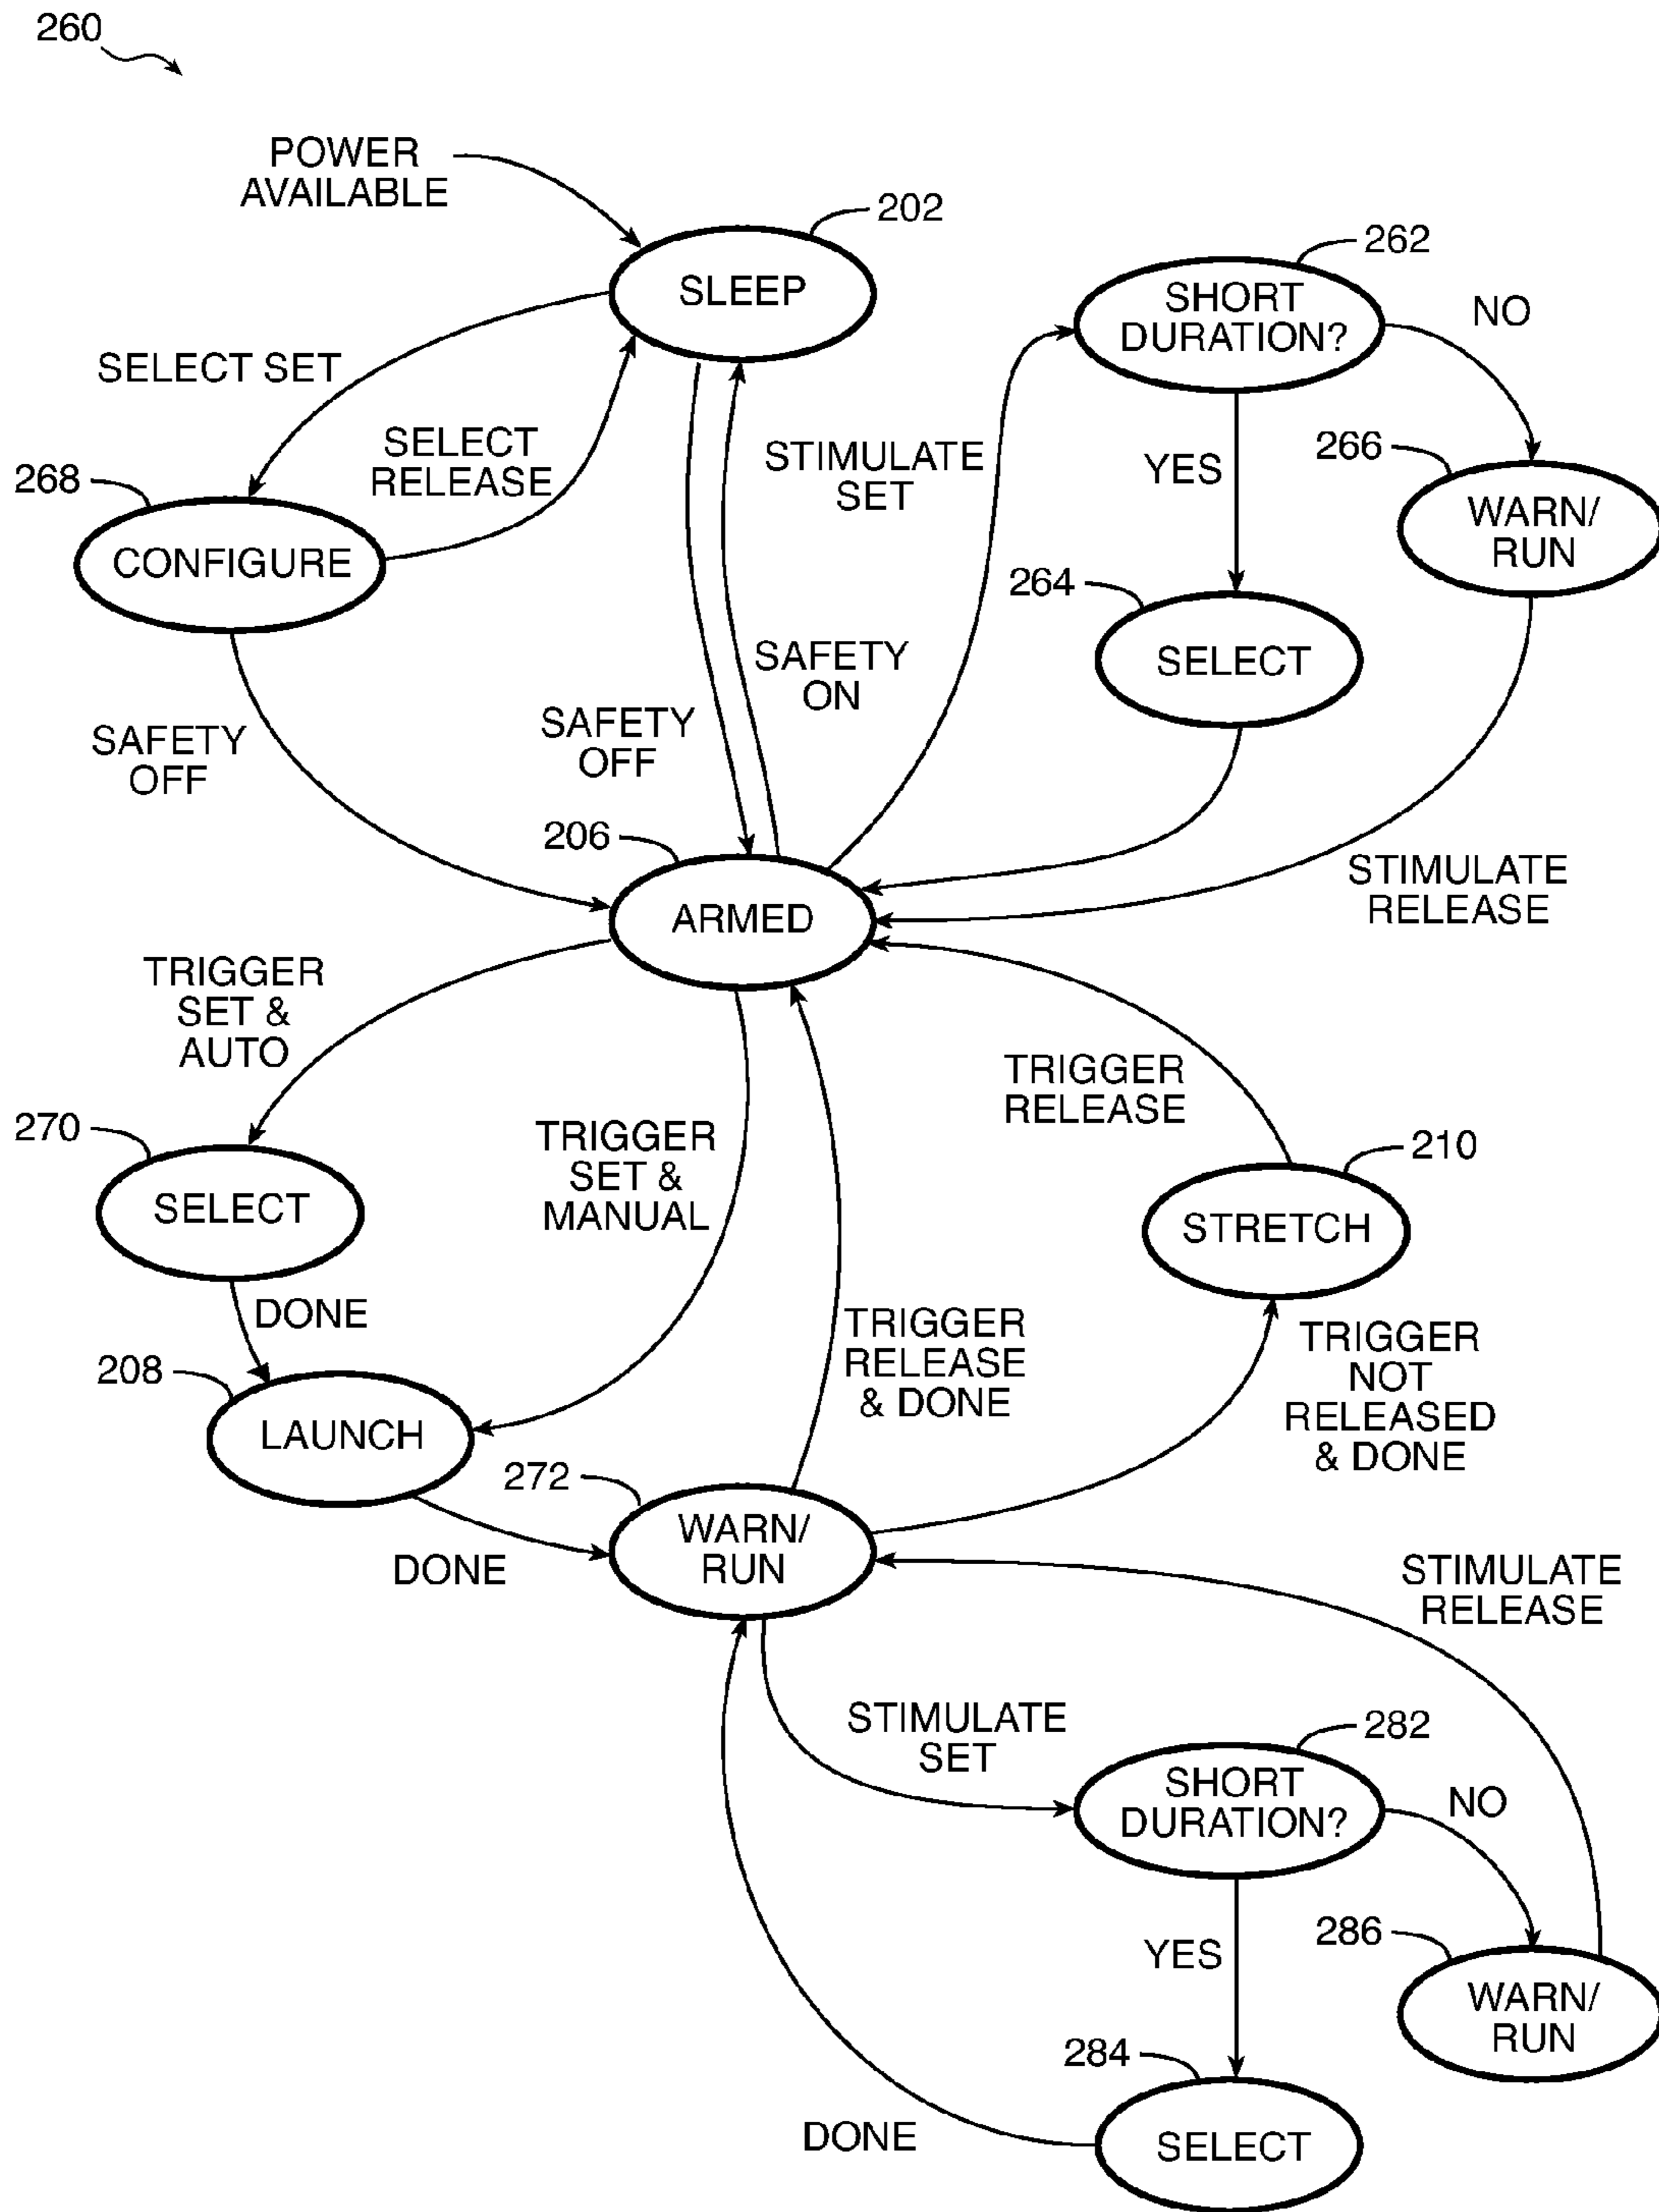 260
POWER
AVAILABLE
202
SLEEP
262
SHORT
DURATION?
NO
SELECT SET
SELECT
RELEASE
STIMULATE
SET
YES
266
WARN/
RUN
268
CONFIGURE
264
SELECT
SAFETY
ON
SAFETY
OFF
SAFETY
OFF
206
ARMED
STIMULATE
RELEASE
TRIGGER
SET &
AUTO
TRIGGER
RELEASE
270
SELECT
TRIGGER
SET &
MANUAL
210
STRETCH
DONE
TRIGGER
RELEASE
& DONE
TRIGGER
NOT
RELEASED
& DONE
208
LAUNCH
272
WARN/
RUN
DONE
STIMULATE
RELEASE
STIMULATE
SET
282
SHORT
DURATION?
NO
YES
286
WARN/
RUN
284
SELECT
DONE